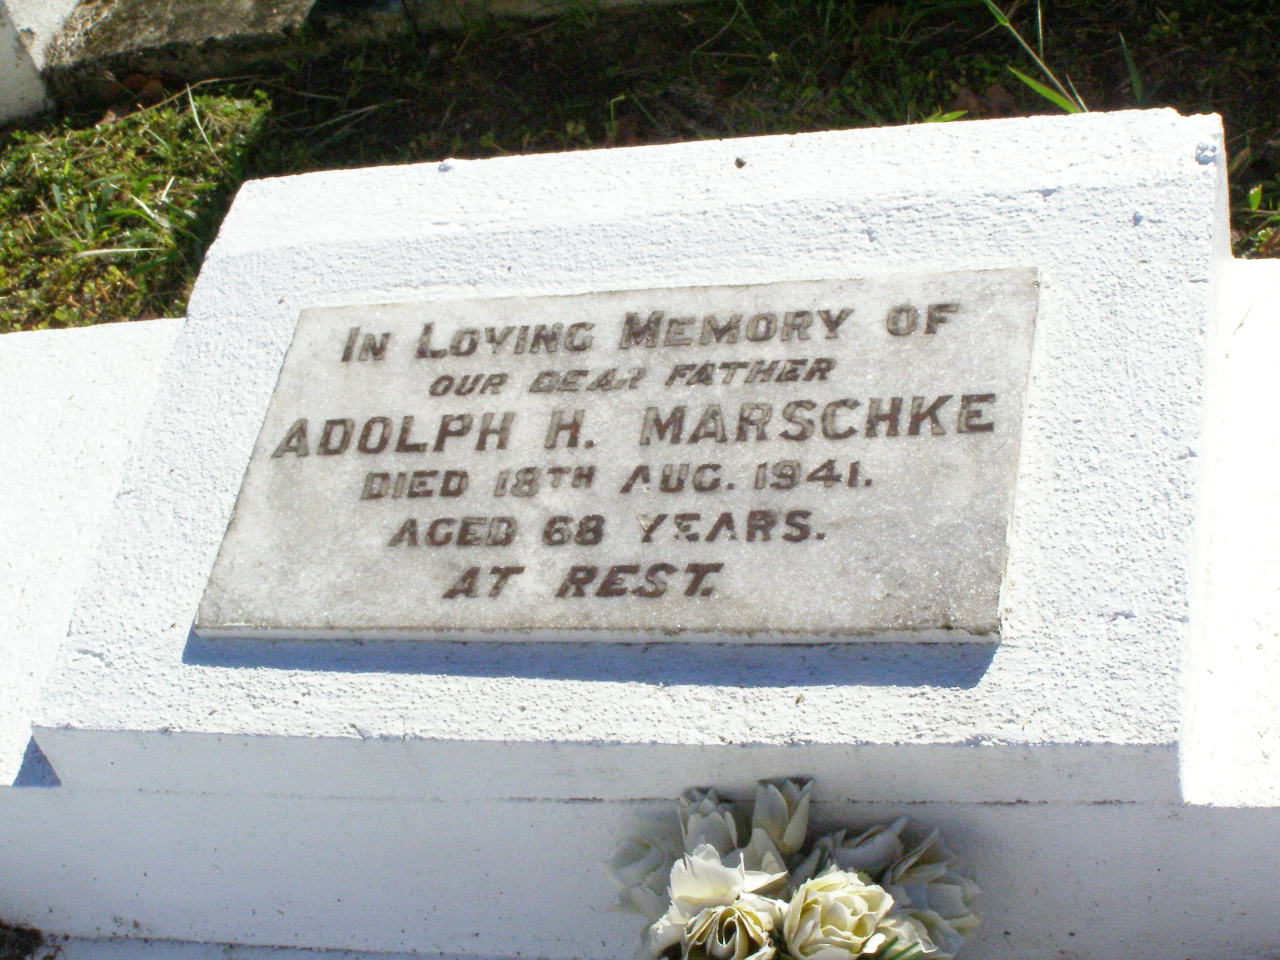 IN LOVING MEMORY OF
OUR DEAR FATHER
ADOLPH H. MARSCHKE
DIED 18TH AUG. 1941.
AGED 68 YEARS.
AT REST.